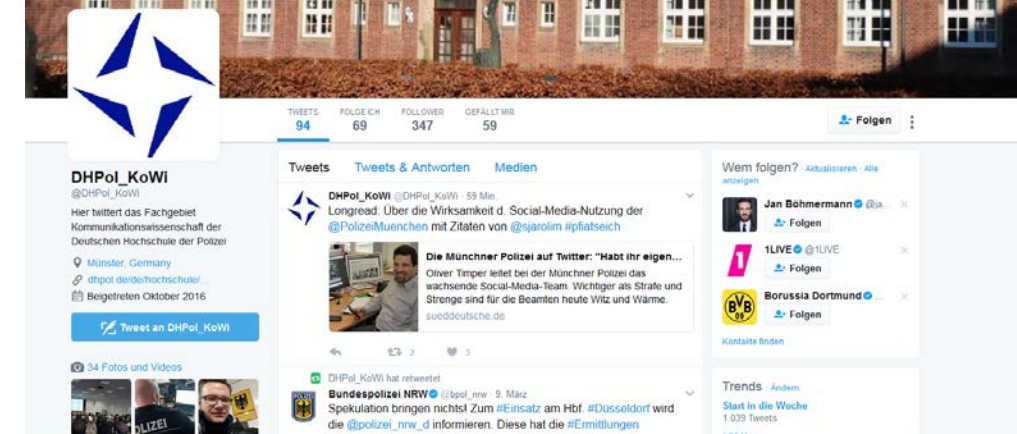 TWEETS FOLGE ICH FOLLOWER GEFÄLLT MIR
94 69 347 59
Folgen
DHPol_KoWi
@DHPol_KoWi
Hier twittert das Fachgebiet
Kommunikationswissenschaft der
Deutschen Hochschule der Polizei
Münster, Germany
dhpol.de/de/hochschule/...
Beigetreten Oktober 2016
Tweet an DHPol_KoWi
34 Fotos und Videos
POLIZEI
Tweets Tweets & Antworten Medien
DHPol_KoWi @DHPol_KoWi · 59 Min.
Longread: Über die Wirksamkeit d. Social-Media-Nutzung der
@PolizeiMuenchen mit Zitaten von @sjarolim #pfiatseich
Die Münchner Polizei auf Twitter: "Habt ihr eigen...
Oliver Timper leitet bei der Münchner Polizei das
wachsende Social-Media-Team. Wichtiger als Strafe und
Strenge sind für die Beamten heute Witz und Wärme.
sueddeutsche.de
2 3
DHPol_KoWi hat retweetet
Bundespolizei NRW @bpol_nrw · 9. März
Spekulation bringen nichts! Zum #Einsatz am Hbf. #Düsseldorf wird
die @polizei_nrw_d informieren. Diese hat die #Ermittlungen
Wem folgen? · Aktualisieren · Alle
anzeigen
Jan Böhmermann @ja...
Folgen
1LIVE @1LIVE
Folgen
1
Borussia Dortmund ...
Folgen
BVB
09
Kontakte finden
Trends · Ändern
Start in die Woche
1 039 Tweets